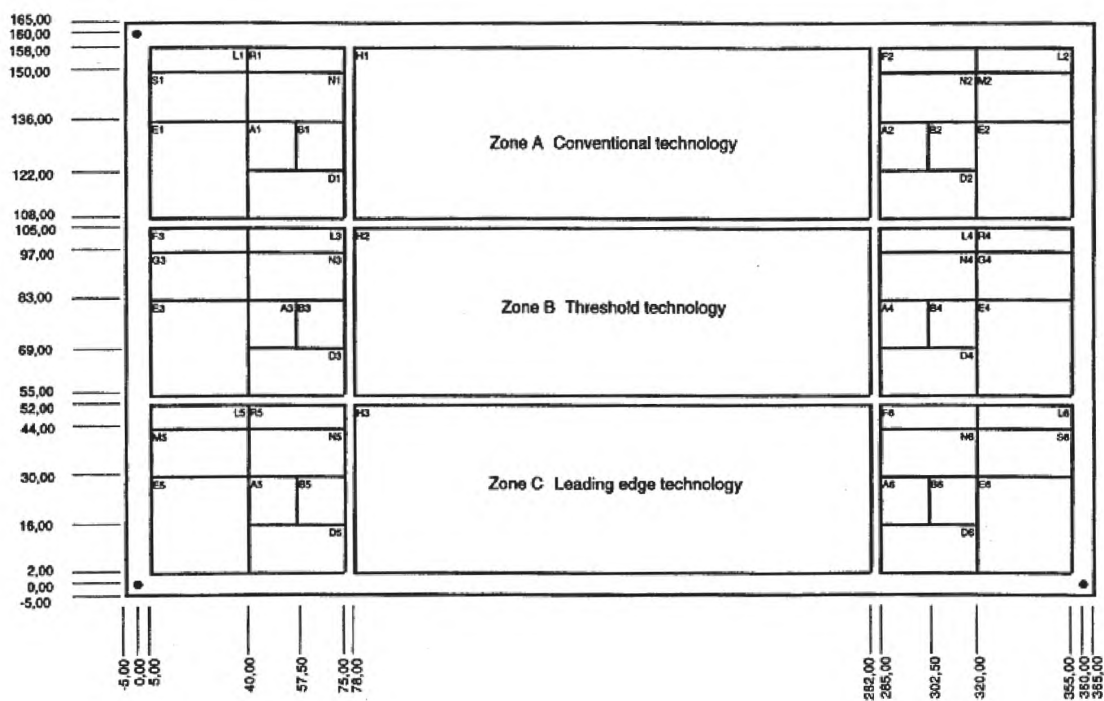 165,00
160,00
158,00
L1 R1 H1 F2 L2
150,00
S1 N1 N2 M2
136,00
E1 A1 B1 A2 B2 E2
Zone A Conventional technology
122,00
D1 D2
108,00
105,00
F3 L3 H2 L4 R4
97,00
G3 N3 N4 G4
83,00
E3 A3 B3 A4 B4 E4
Zone B Threshold technology
69,00
D3 D4
55,00
52,00
L5 R5 H3 F6 L6
44,00
M5 N5 N6 S6
30,00
E5 A5 B5 A6 B6 E6
Zone C Leading edge technology
16,00
D5 D6
2,00
0,00
-5,00
-5,00 0,00 5,00 40,00 57,50 75,00 78,00 282,00 285,00 302,50 320,00 355,00 360,00 365,00